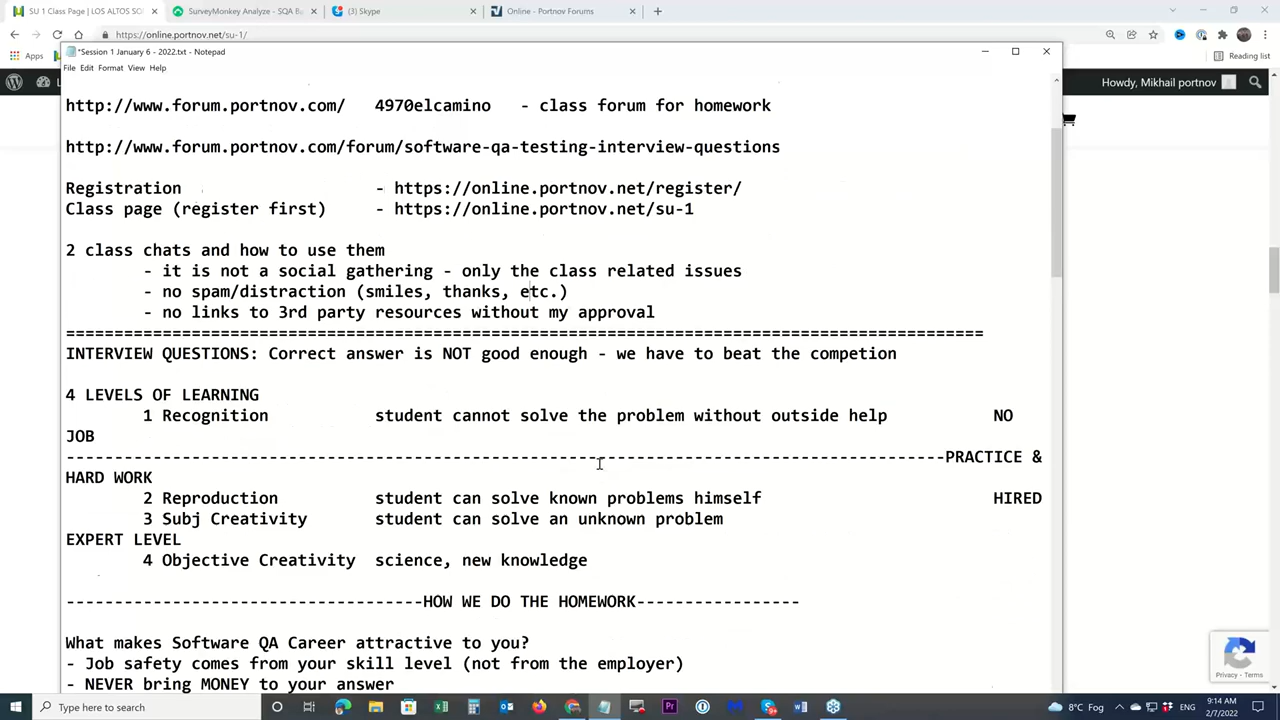 SU 1 Class Page | LOS ALTOS SO
SurveyMonkey Analyze - SQA B
(3) Skype
Online - Portnov Forums
https://online.portnov.net/su-1/
Apps
Reading list
Howdy, Mikhail portnov
*Session 1 January 6 - 2022.txt - Notepad
File Edit Format View Help
http://www.forum.portnov.com/ 4970elcamino - class forum for homework
http://www.forum.portnov.com/forum/software-qa-testing-interview-questions
Registration - https://online.portnov.net/register/
Class page (register first) - https://online.portnov.net/su-1
2 class chats and how to use them
- it is not a social gathering - only the class related issues
- no spam/distraction (smiles, thanks, etc.)
- no links to 3rd party resources without my approval
===============================================================================================
INTERVIEW QUESTIONS: Correct answer is NOT good enough - we have to beat the competion
4 LEVELS OF LEARNING
1 Recognition student cannot solve the problem without outside help NO
JOB
-------------------------------------------------------------------------------------------PRACTICE &
HARD WORK
2 Reproduction student can solve known problems himself HIRED
3 Subj Creativity student can solve an unknown problem
EXPERT LEVEL
4 Objective Creativity science, new knowledge
-------------------------------------HOW WE DO THE HOMEWORK-----------------
What makes Software QA Career attractive to you?
- Job safety comes from your skill level (not from the employer)
- NEVER bring MONEY to your answer
Privacy - Terms
Type here to search
8°C Fog
9:14 AM
2/7/2022